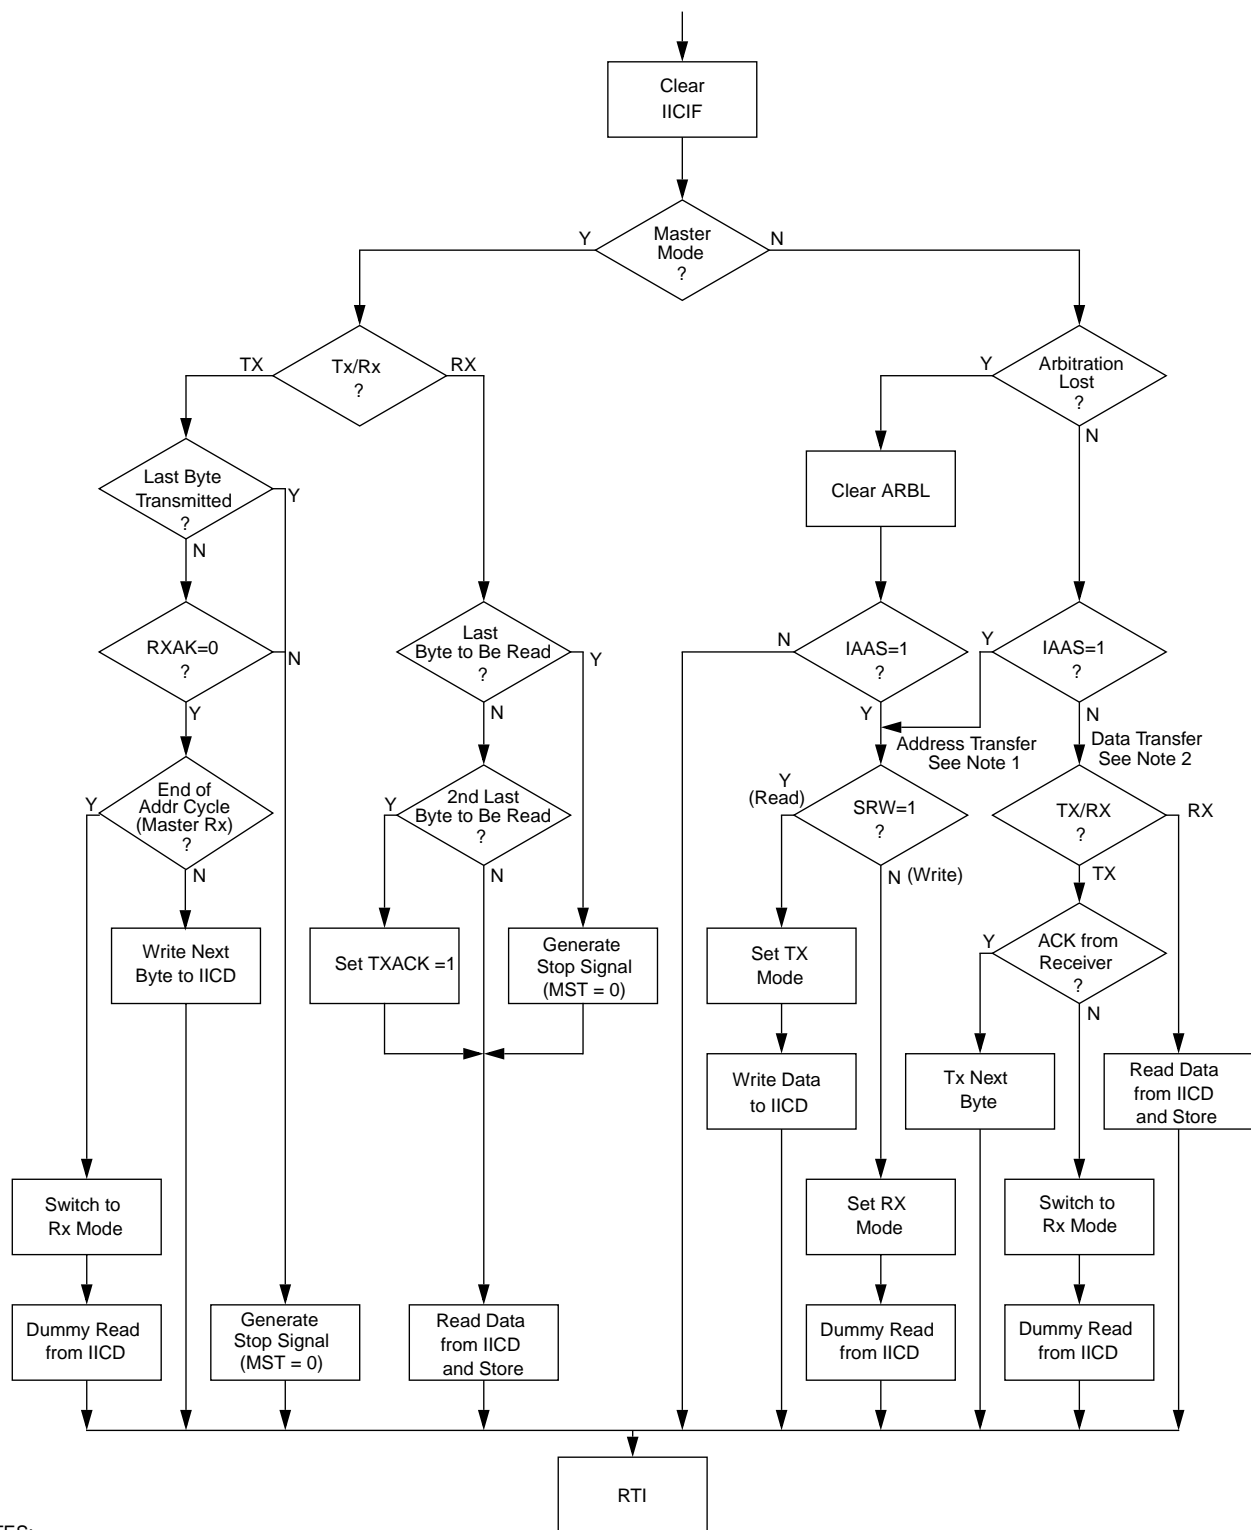 Clear
IICIF
Master
Mode
?
Y
N
Tx/Rx
?
TX
RX
Arbitration
Lost
?
Y
N
Last Byte
Transmitted
?
Y
N
Clear ARBL
RXAK=0
?
N
Y
Last
Byte to Be Read
?
Y
N
IAAS=1
?
N
Y
IAAS=1
?
Y
N
Address Transfer
See Note 1
Data Transfer
See Note 2
End of
Addr Cycle
(Master Rx)
?
Y
N
2nd Last
Byte to Be Read
?
Y
N
Y
(Read)
SRW=1
?
N (Write)
TX/RX
?
RX
TX
Write Next
Byte to IICD
Set TXACK =1
Generate
Stop Signal
(MST = 0)
Set TX
Mode
ACK from
Receiver
?
Y
N
Write Data
to IICD
Tx Next
Byte
Read Data
from IICD
and Store
Switch to
Rx Mode
Set RX
Mode
Switch to
Rx Mode
Dummy Read
from IICD
Generate
Stop Signal
(MST = 0)
Read Data
from IICD
and Store
Dummy Read
from IICD
Dummy Read
from IICD
RTI